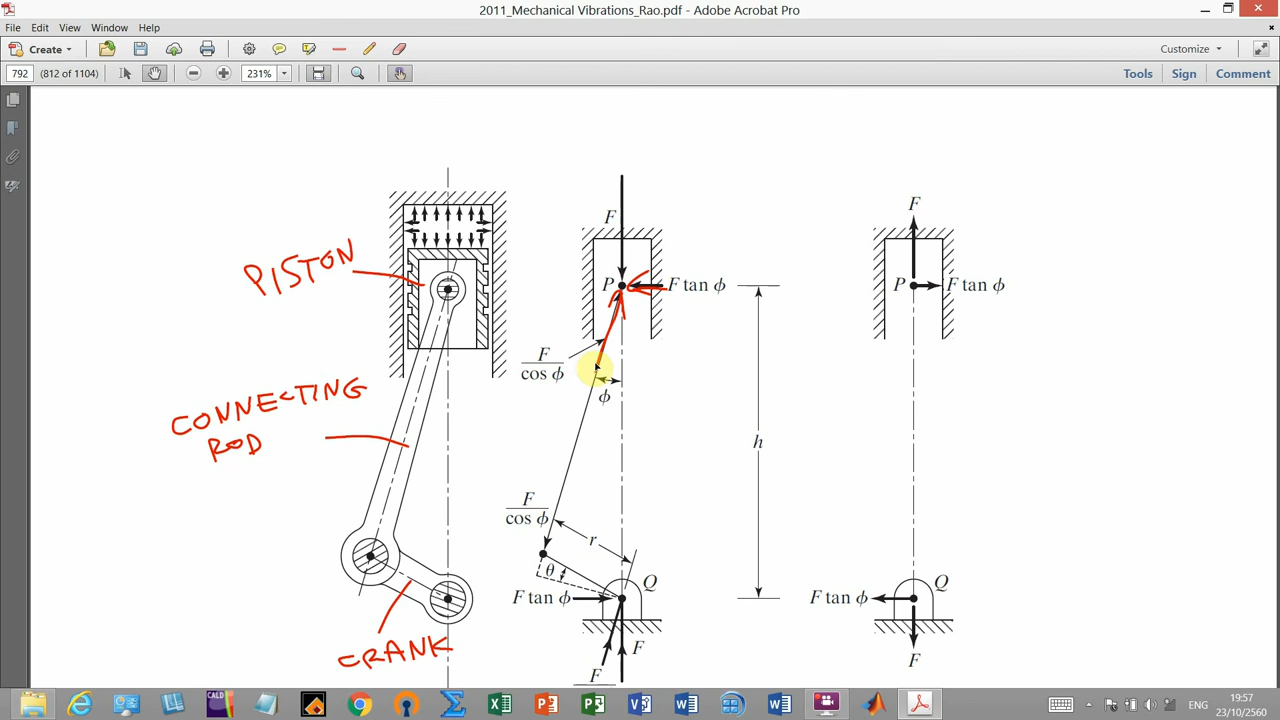 2011_Mechanical Vibrations_Rao.pdf - Adobe Acrobat Pro
File Edit View Window Help
Create Customize
792 (812 of 1104) 231% Tools Sign Comment
PISTON
CONNECTING
ROD
CRANK
F
P
F tan ϕ
F
cos ϕ
ϕ
h
F
cos ϕ
r
θ
Q
F tan ϕ
F
F
F
P
F tan ϕ
Q
F tan ϕ
F
CALD
ENG
19:57
23/10/2560